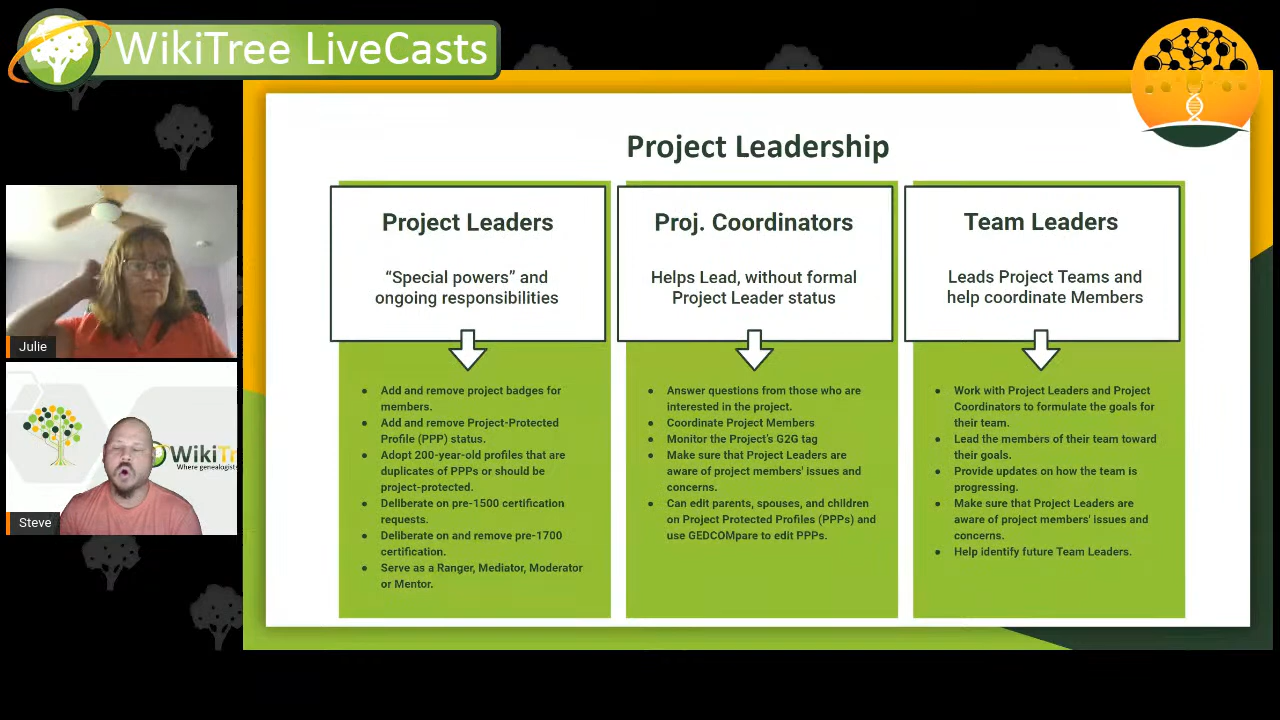 WikiTree LiveCasts
Project Leadership
Project Leaders
“Special powers” and
ongoing responsibilities
● Add and remove project badges for
members.
● Add and remove Project-Protected
Profile (PPP) status.
● Adopt 200-year-old profiles that are
duplicates of PPPs or should be
project-protected.
● Deliberate on pre-1500 certification
requests.
● Deliberate on and remove pre-1700
certification.
● Serve as a Ranger, Mediator, Moderator
or Mentor.
Proj. Coordinators
Helps Lead, without formal
Project Leader status
● Answer questions from those who are
interested in the project.
● Coordinate Project Members
● Monitor the Project's G2G tag
● Make sure that Project Leaders are
aware of project members' issues and
concerns.
● Can edit parents, spouses, and children
on Project Protected Profiles (PPPs) and
use GEDCOMpare to edit PPPs.
Team Leaders
Leads Project Teams and
help coordinate Members
● Work with Project Leaders and Project
Coordinators to formulate the goals for
their team.
● Lead the members of their team toward
their goals.
● Provide updates on how the team is
progressing.
● Make sure that Project Leaders are
aware of project members' issues and
concerns.
● Help identify future Team Leaders.
Julie
WikiTr
Where genealogists
Steve